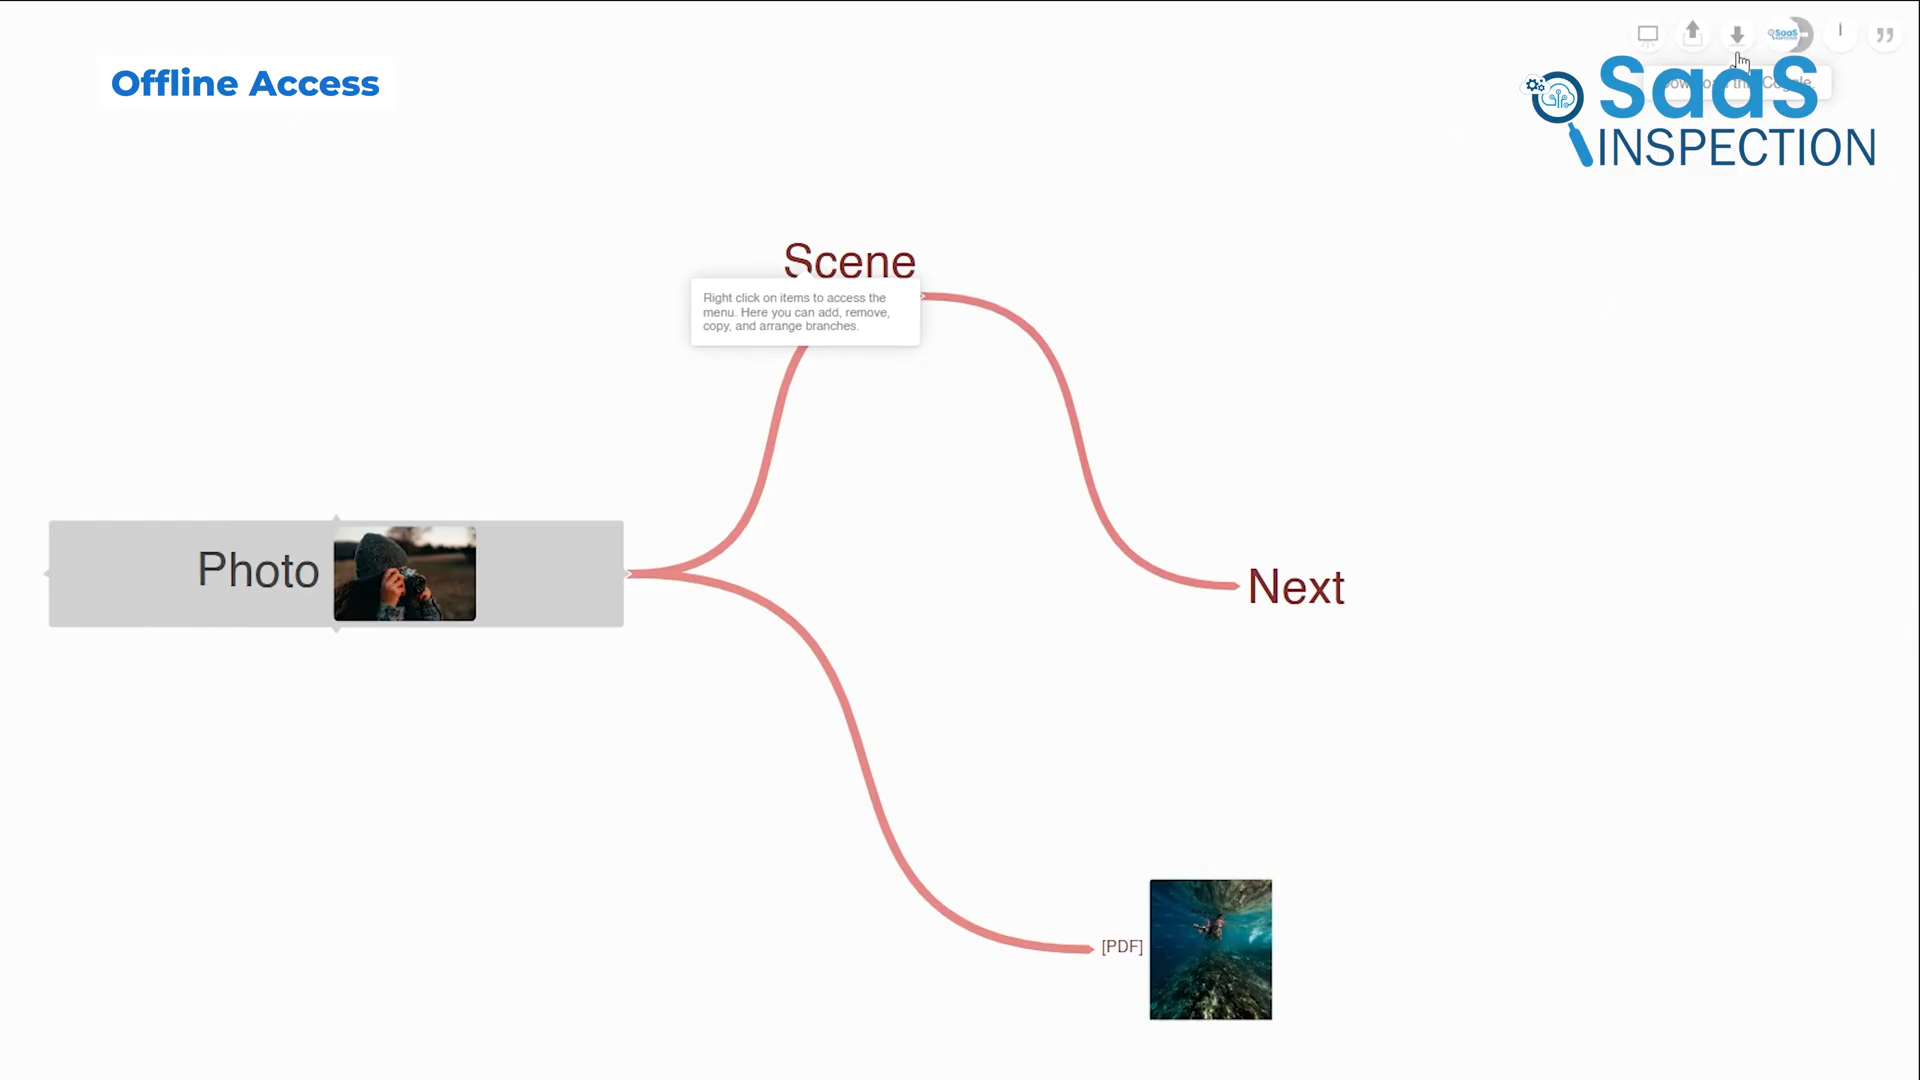 Offline Access
SaaS
INSPECTION
Scene
Right click on items to access the
menu. Here you can add, remove,
copy, and arrange branches.
Photo
Next
[PDF]